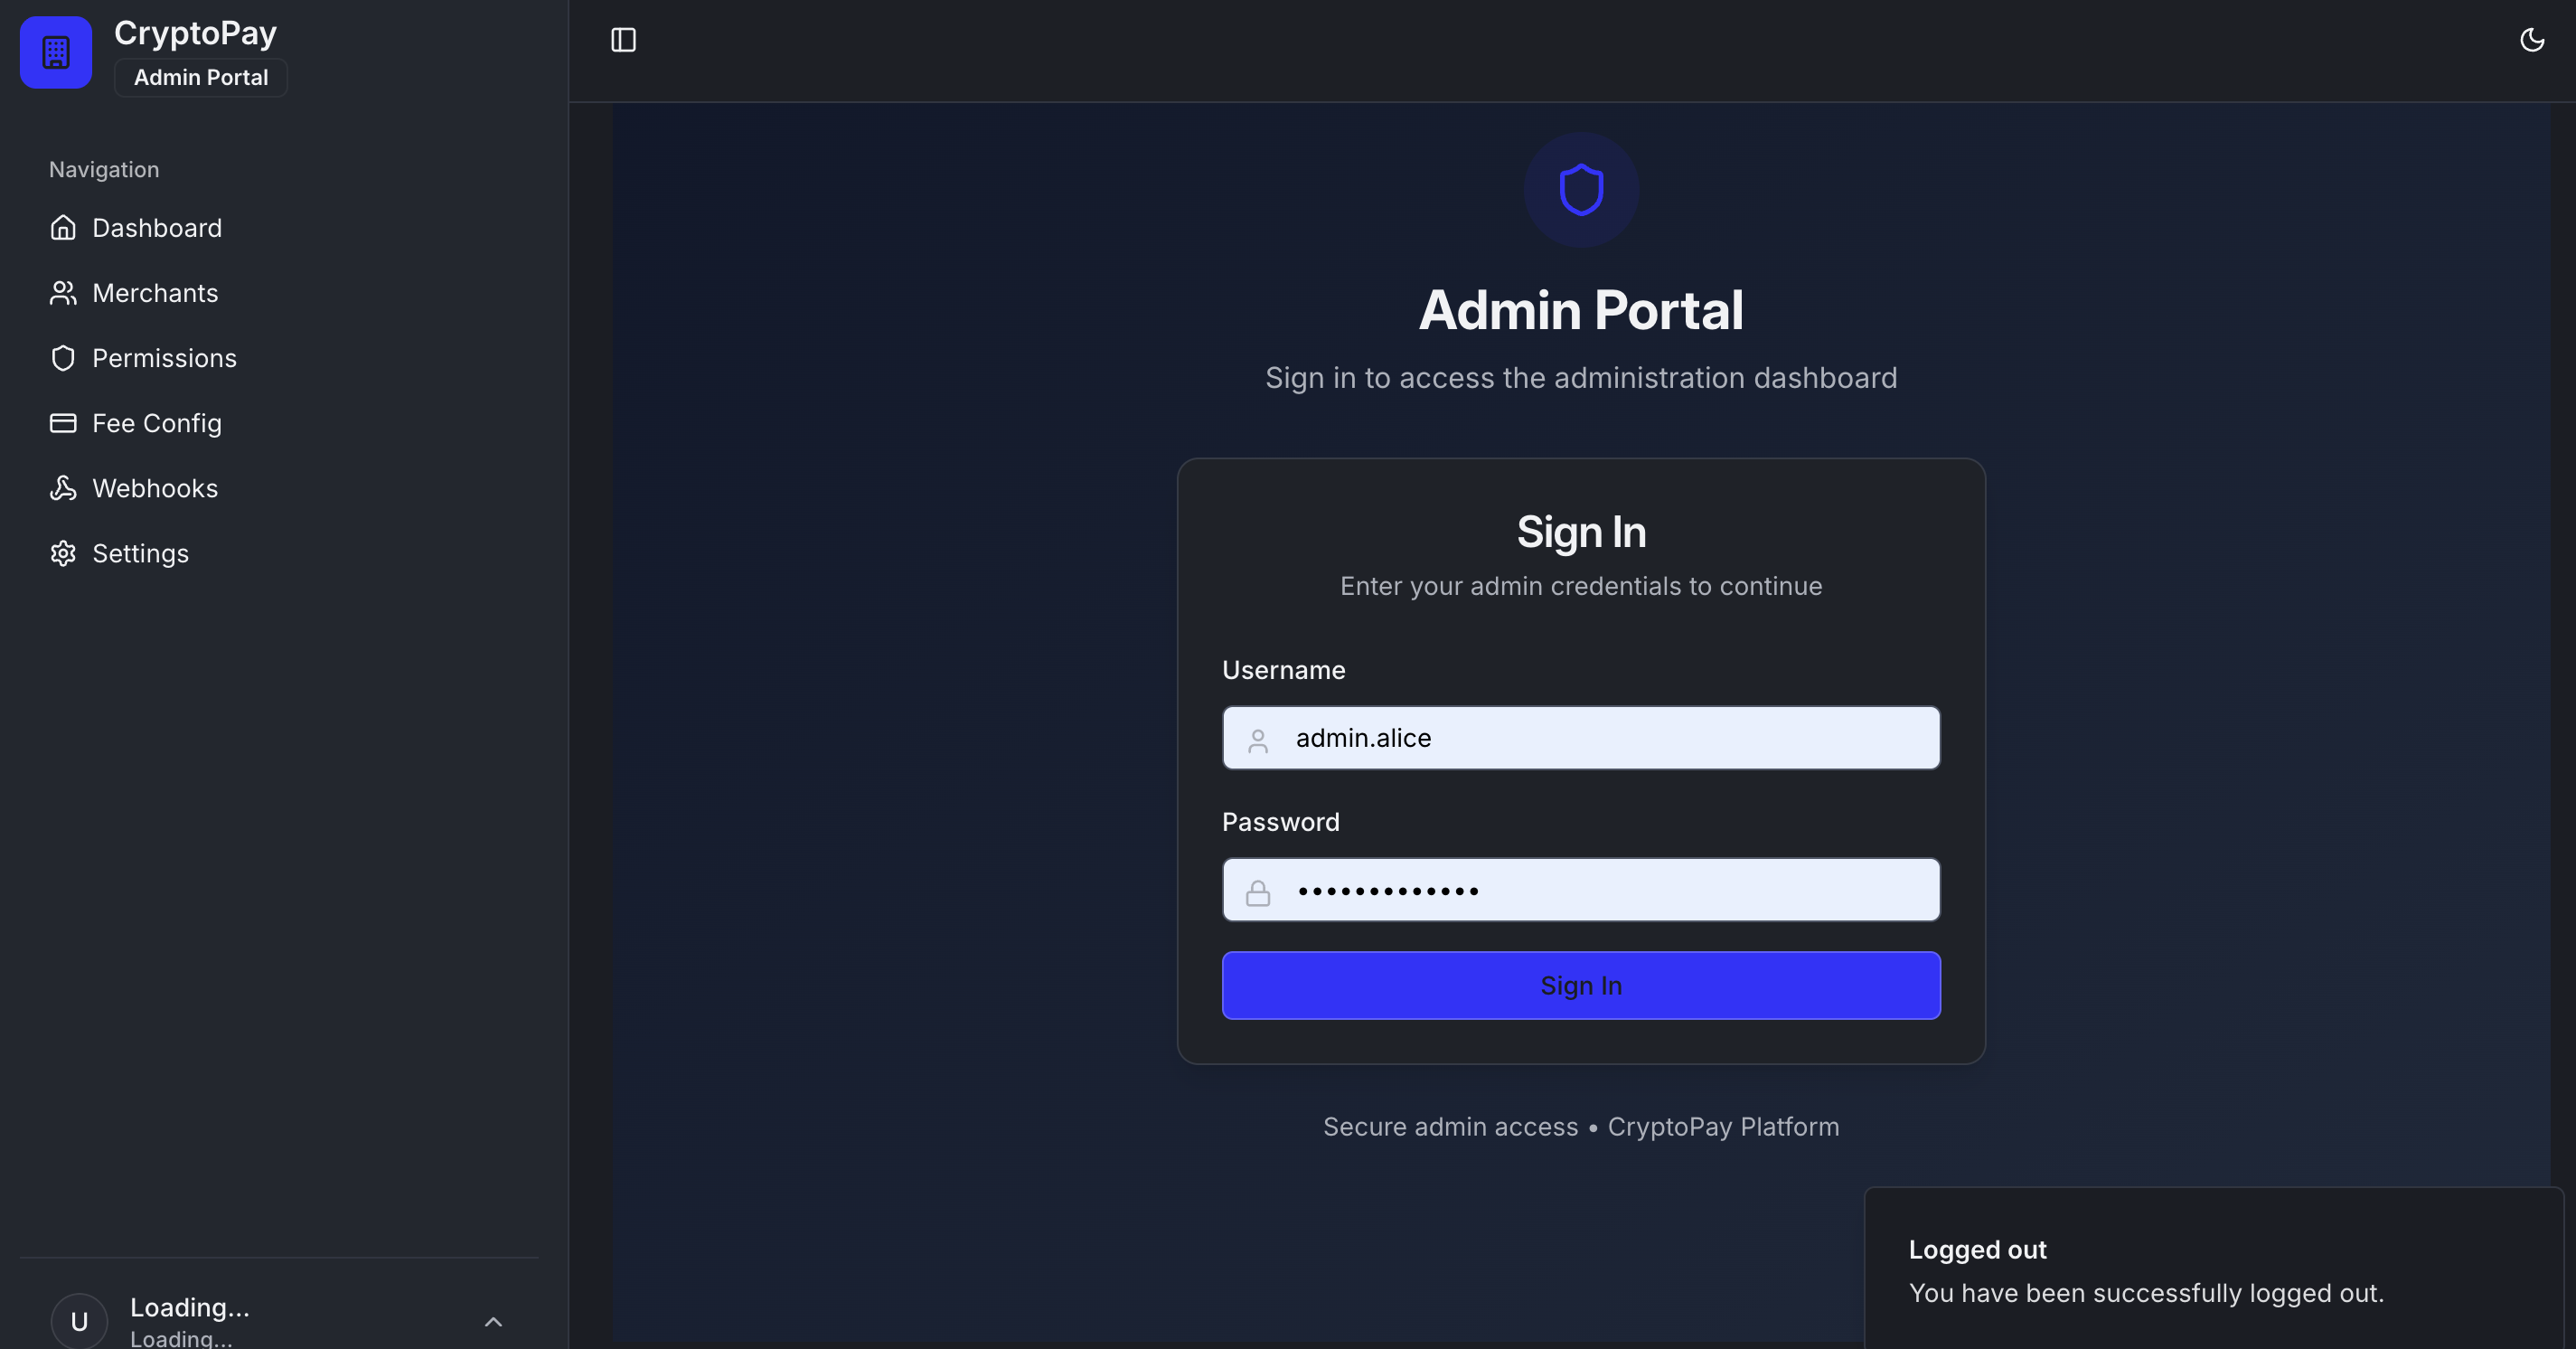 CryptoPay
Admin Portal
Navigation
Dashboard
Merchants
Permissions
Fee Config
Webhooks
Settings
U
Loading...
Loading...
Admin Portal
Sign in to access the administration dashboard
Sign In
Enter your admin credentials to continue
Username
admin.alice
Password
•••••••••••••
Sign In
Secure admin access • CryptoPay Platform
Logged out
You have been successfully logged out.